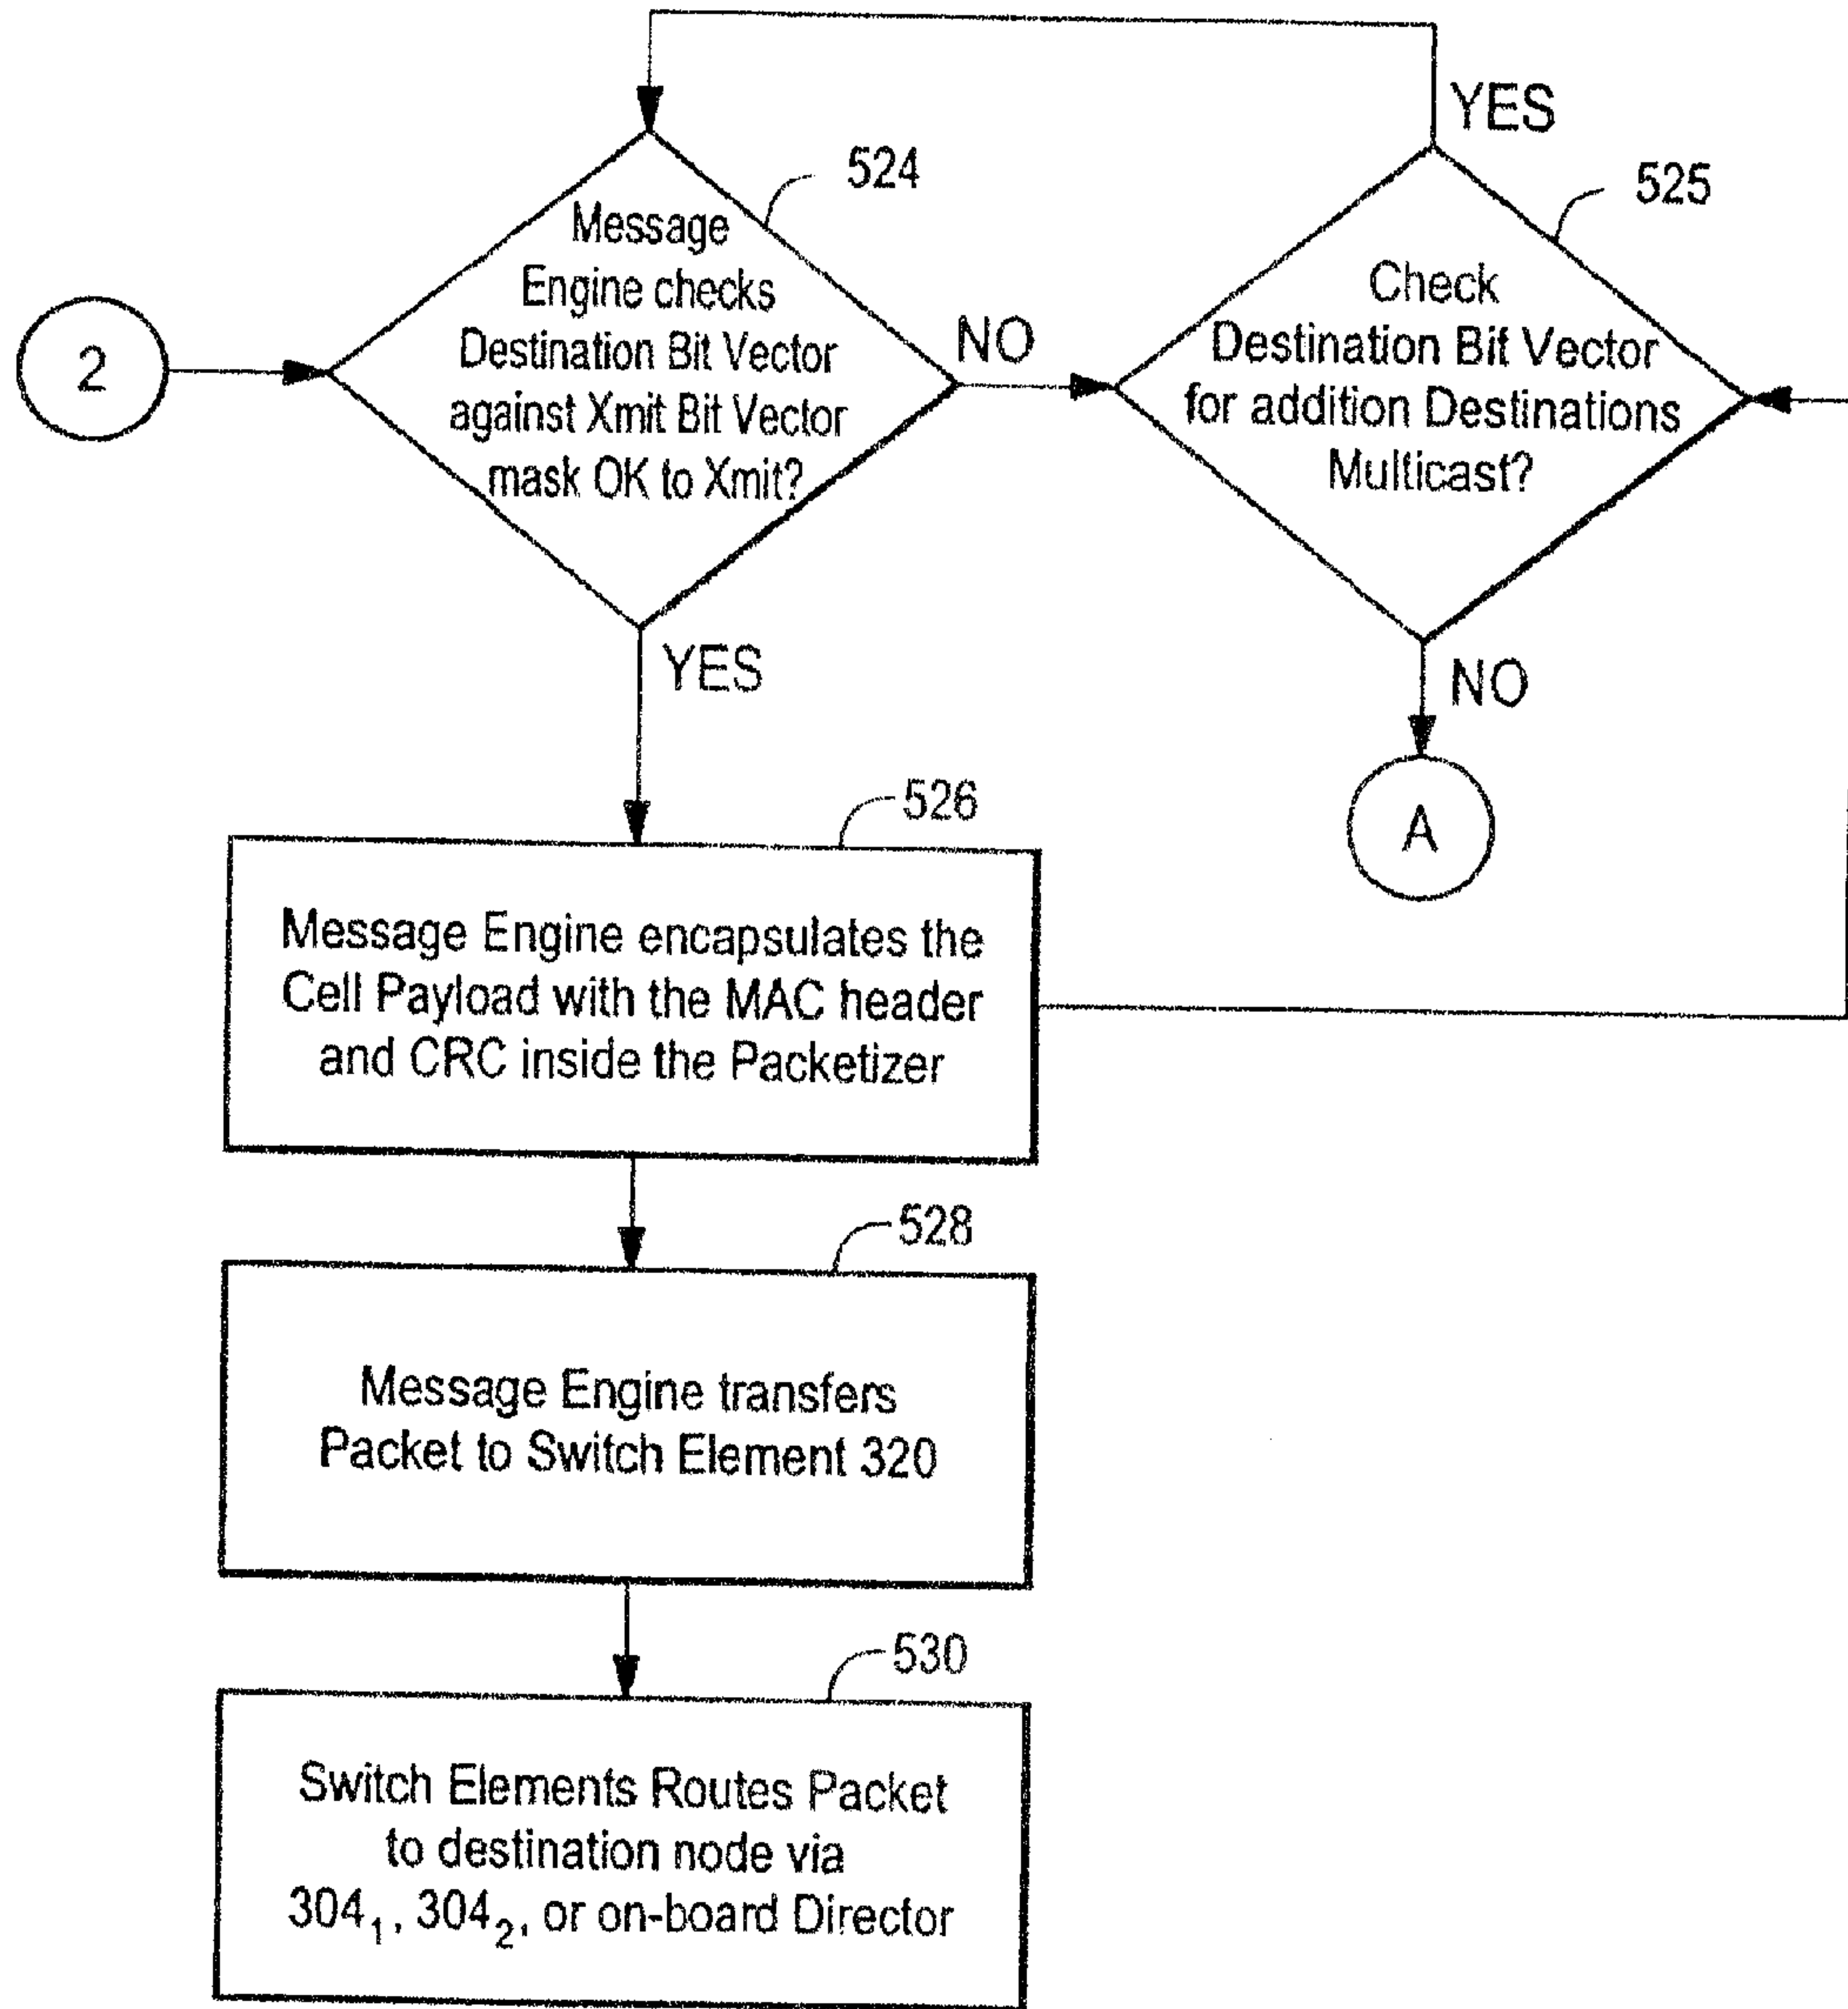 YES
524
525
Message
Engine checks
Destination Bit Vector
against Xmit Bit Vector
mask OK to Xmit?
2
NO
Check
Destination Bit Vector
for addition Destinations
Multicast?
YES
NO
A
526
Message Engine encapsulates the
Cell Payload with the MAC header
and CRC inside the Packetizer
528
Message Engine transfers
Packet to Switch Element 320
530
Switch Elements Routes Packet
to destination node via
304₁, 304₂, or on-board Director